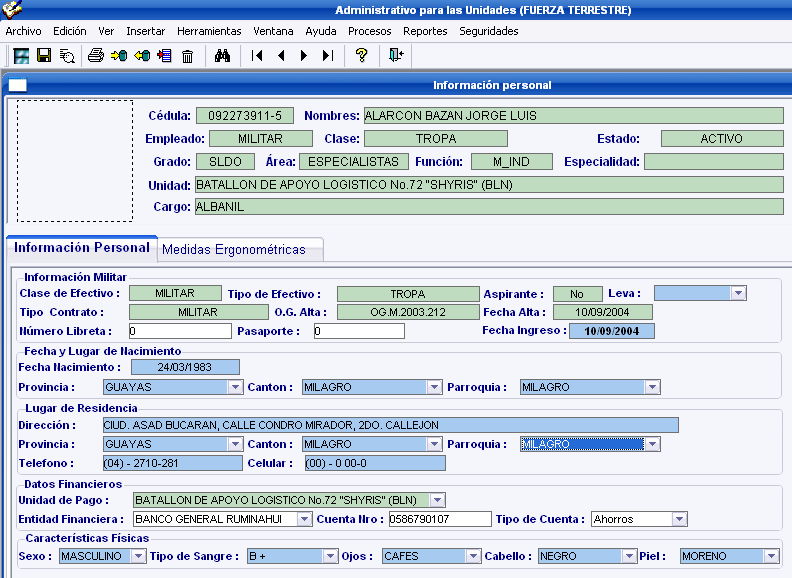 Administrativo para las Unidades (FUERZA TERRESTRE)
Archivo Edición Ver Insertar Herramientas Ventana Ayuda Procesos Reportes Seguridades
Información personal
Cédula: 092273911-5 Nombres: ALARCON BAZAN JORGE LUIS
Empleado: MILITAR Clase: TROPA Estado: ACTIVO
Grado: SLDO Área: ESPECIALISTAS Función: M_IND Especialidad:
Unidad: BATALLON DE APOYO LOGISTICO No.72 "SHYRIS" (BLN)
Cargo: ALBANIL
Información Personal Medidas Ergonométricas
Información Militar
Clase de Efectivo : MILITAR Tipo de Efectivo : TROPA Aspirante : No Leva :
Tipo Contrato : MILITAR O.G. Alta : OG.M.2003.212 Fecha Alta : 10/09/2004
Número Libreta : 0 Pasaporte : 0 Fecha Ingreso : 10/09/2004
Fecha y Lugar de Nacimiento
Fecha Nacimiento : 24/03/1983
Provincia : GUAYAS Canton : MILAGRO Parroquia : MILAGRO
Lugar de Residencia
Dirección : CIUD. ASAD BUCARAN, CALLE CONDRO MIRADOR, 2DO. CALLEJON
Provincia : GUAYAS Canton : MILAGRO Parroquia : MILAGRO
Telefono : (04) - 2710-281 Celular : (00) - 0 00-0
Datos Financieros
Unidad de Pago : BATALLON DE APOYO LOGISTICO No.72 "SHYRIS" (BLN)
Entidad Financiera : BANCO GENERAL RUMINAHUI Cuenta Nro : 0586790107 Tipo de Cuenta : Ahorros
Características Físicas
Sexo : MASCULINO Tipo de Sangre : B + Ojos : CAFES Cabello : NEGRO Piel : MORENO